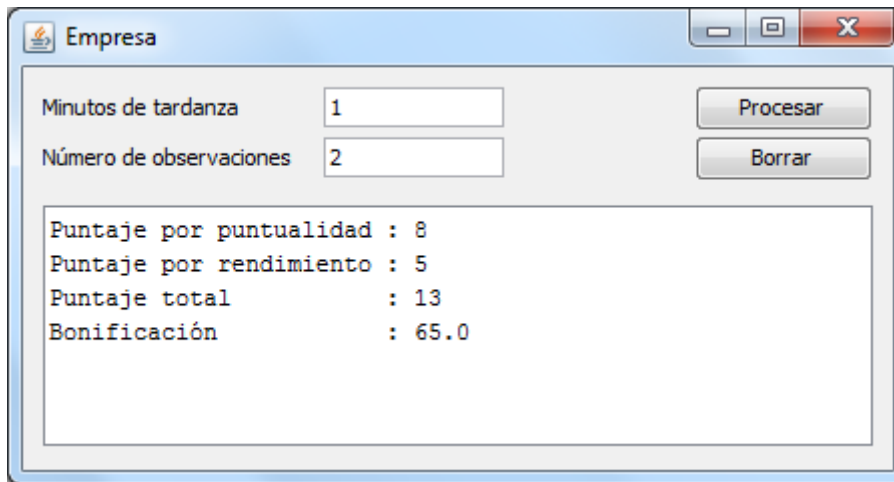 Empresa
Minutos de tardanza 1 Procesar
Número de observaciones 2 Borrar
Puntaje por puntualidad : 8
Puntaje por rendimiento : 5
Puntaje total : 13
Bonificación : 65.0